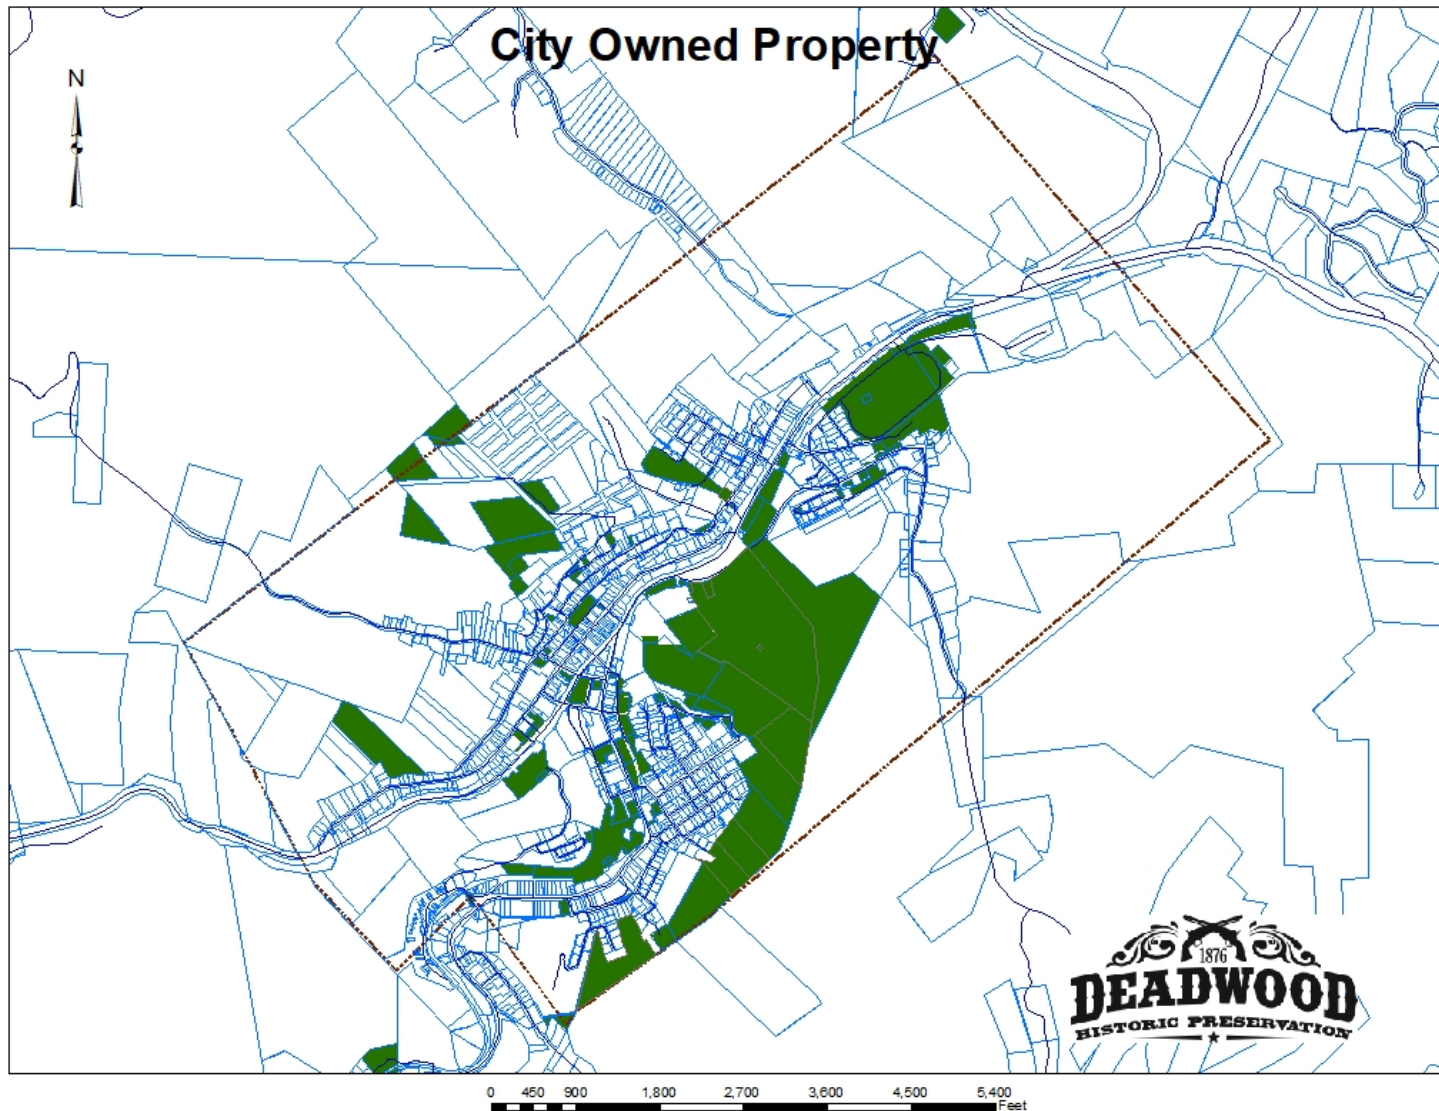 City Owned Property
N
1876
DEADWOOD
HISTORIC PRESERVATION
0 450 900 1,800 2,700 3,600 4,500 5,400
Feet